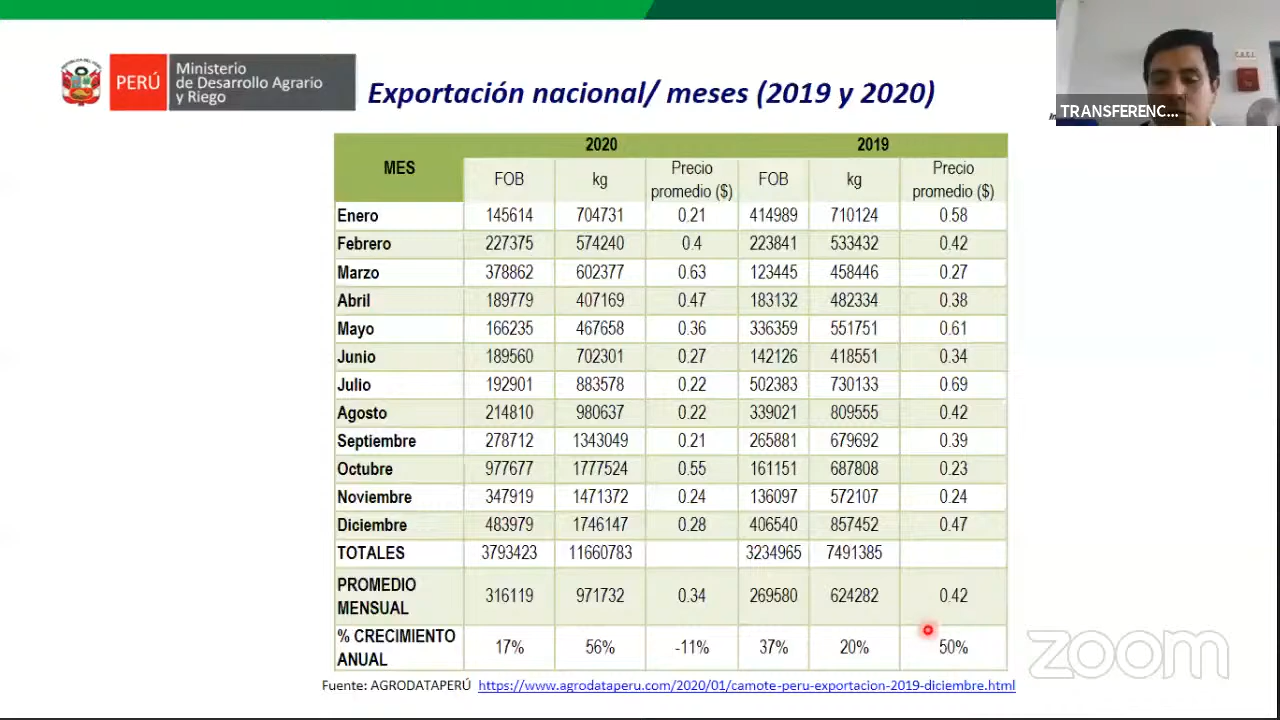 PERÚ
Ministerio
de Desarrollo Agrario
y Riego
Exportación nacional/ meses (2019 y 2020)
TRANSFERENC...
MES 2020 2019
FOB kg Precio promedio ($) FOB kg Precio promedio ($)
Enero 145614 704731 0.21 414989 710124 0.58
Febrero 227375 574240 0.4 223841 533432 0.42
Marzo 378862 602377 0.63 123445 458446 0.27
Abril 189779 407169 0.47 183132 482334 0.38
Mayo 166235 467658 0.36 336359 551751 0.61
Junio 189560 702301 0.27 142126 418551 0.34
Julio 192901 883578 0.22 502383 730133 0.69
Agosto 214810 980637 0.22 339021 809555 0.42
Septiembre 278712 1343049 0.21 265881 679692 0.39
Octubre 977677 1777524 0.55 161151 687808 0.23
Noviembre 347919 1471372 0.24 136097 572107 0.24
Diciembre 483979 1746147 0.28 406540 857452 0.47
TOTALES 3793423 11660783 3234965 7491385
PROMEDIO MENSUAL 316119 971732 0.34 269580 624282 0.42
% CRECIMIENTO ANUAL 17% 56% -11% 37% 20% 50%
Fuente: AGRODATAPERÚ https://www.agrodataperu.com/2020/01/camote-peru-exportacion-2019-diciembre.html
zoom